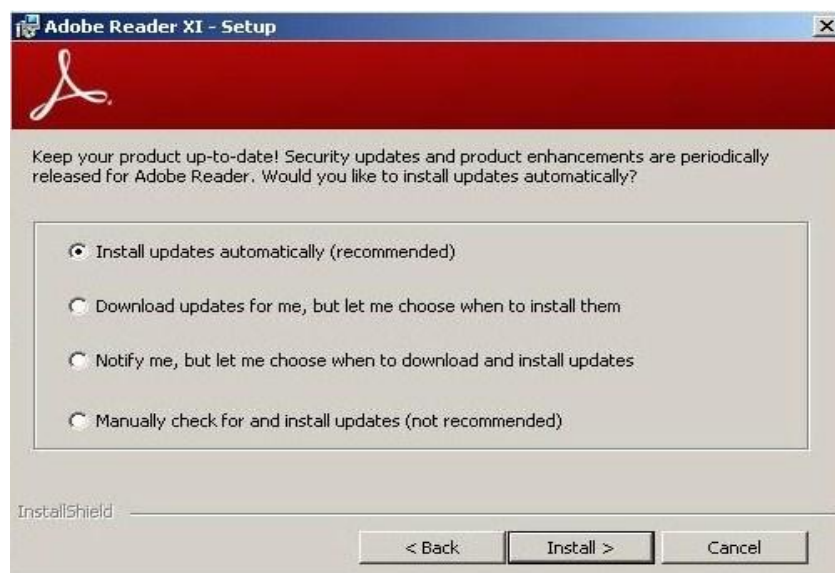 Adobe Reader XI - Setup
Keep your product up-to-date! Security updates and product enhancements are periodically
released for Adobe Reader. Would you like to install updates automatically?
Install updates automatically (recommended)
Download updates for me, but let me choose when to install them
Notify me, but let me choose when to download and install updates
Manually check for and install updates (not recommended)
InstallShield
< Back Install > Cancel